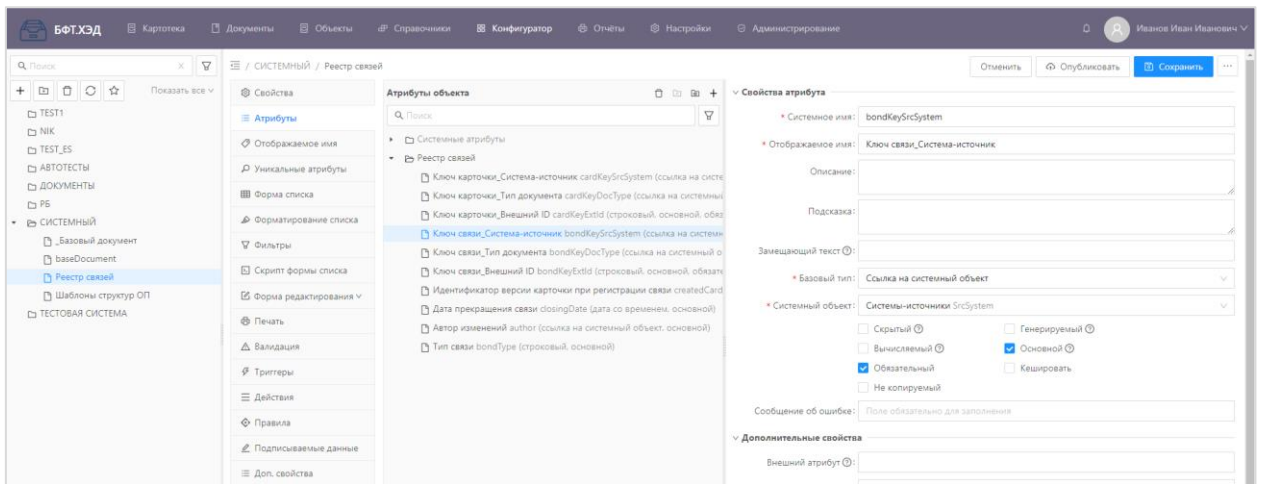 БФТ.ХЭД Картотека Документы Объекты Справочники Конфигуратор Отчёты Настройки Администрирование Иванов Иван Иванович
Поиск
Показать все
TEST1
NIK
TEST_ES
АВТОТЕСТЫ
ДОКУМЕНТЫ
РБ
СИСТЕМНЫЙ
_Базовый документ
baseDocument
Реестр связей
Шаблоны структур ОП
ТЕСТОВАЯ СИСТЕМА
/ СИСТЕМНЫЙ / Реестр связей
Отменить Опубликовать Сохранить ...
Свойства
Атрибуты
Отображаемое имя
Уникальные атрибуты
Форма списка
Форматирование списка
Фильтры
Скрипт формы списка
Форма редактирования
Печать
Валидация
Триггеры
Действия
Правила
Подписываемые данные
Доп. свойства
Атрибуты объекта
Поиск
Системные атрибуты
Реестр связей
Ключ карточки_Система-источник cardKeySrcSystem (ссылка на систе
Ключ карточки_Тип документа cardKeyDocType (ссылка на системны
Ключ карточки_Внешний ID cardKeyExtId (строковый, основной, обяз
Ключ связи_Система-источник bondKeySrcSystem (ссылка на системн
Ключ связи_Тип документа bondKeyDocType (ссылка на системный о
Ключ связи_Внешний ID bondKeyExtId (строковый, основной, обязате
Идентификатор версии карточки при регистрации связи createdCard
Дата прекращения связи closingDate (дата со временем, основной)
Автор изменений author (ссылка на системный объект, основной)
Тип связи bondType (строковый, основной)
Свойства атрибута
* Системное имя: bondKeySrcSystem
* Отображаемое имя: Ключ связи_Система-источник
Описание:
Подсказка:
Замещающий текст:
* Базовый тип: Ссылка на системный объект
* Системный объект: Системы-источники SrcSystem
Скрытый Генерируемый
Вычисляемый Основной
Обязательный Кешировать
Не копируемый
Сообщение об ошибке: Поле обязательно для заполнения
Дополнительные свойства
Внешний атрибут: